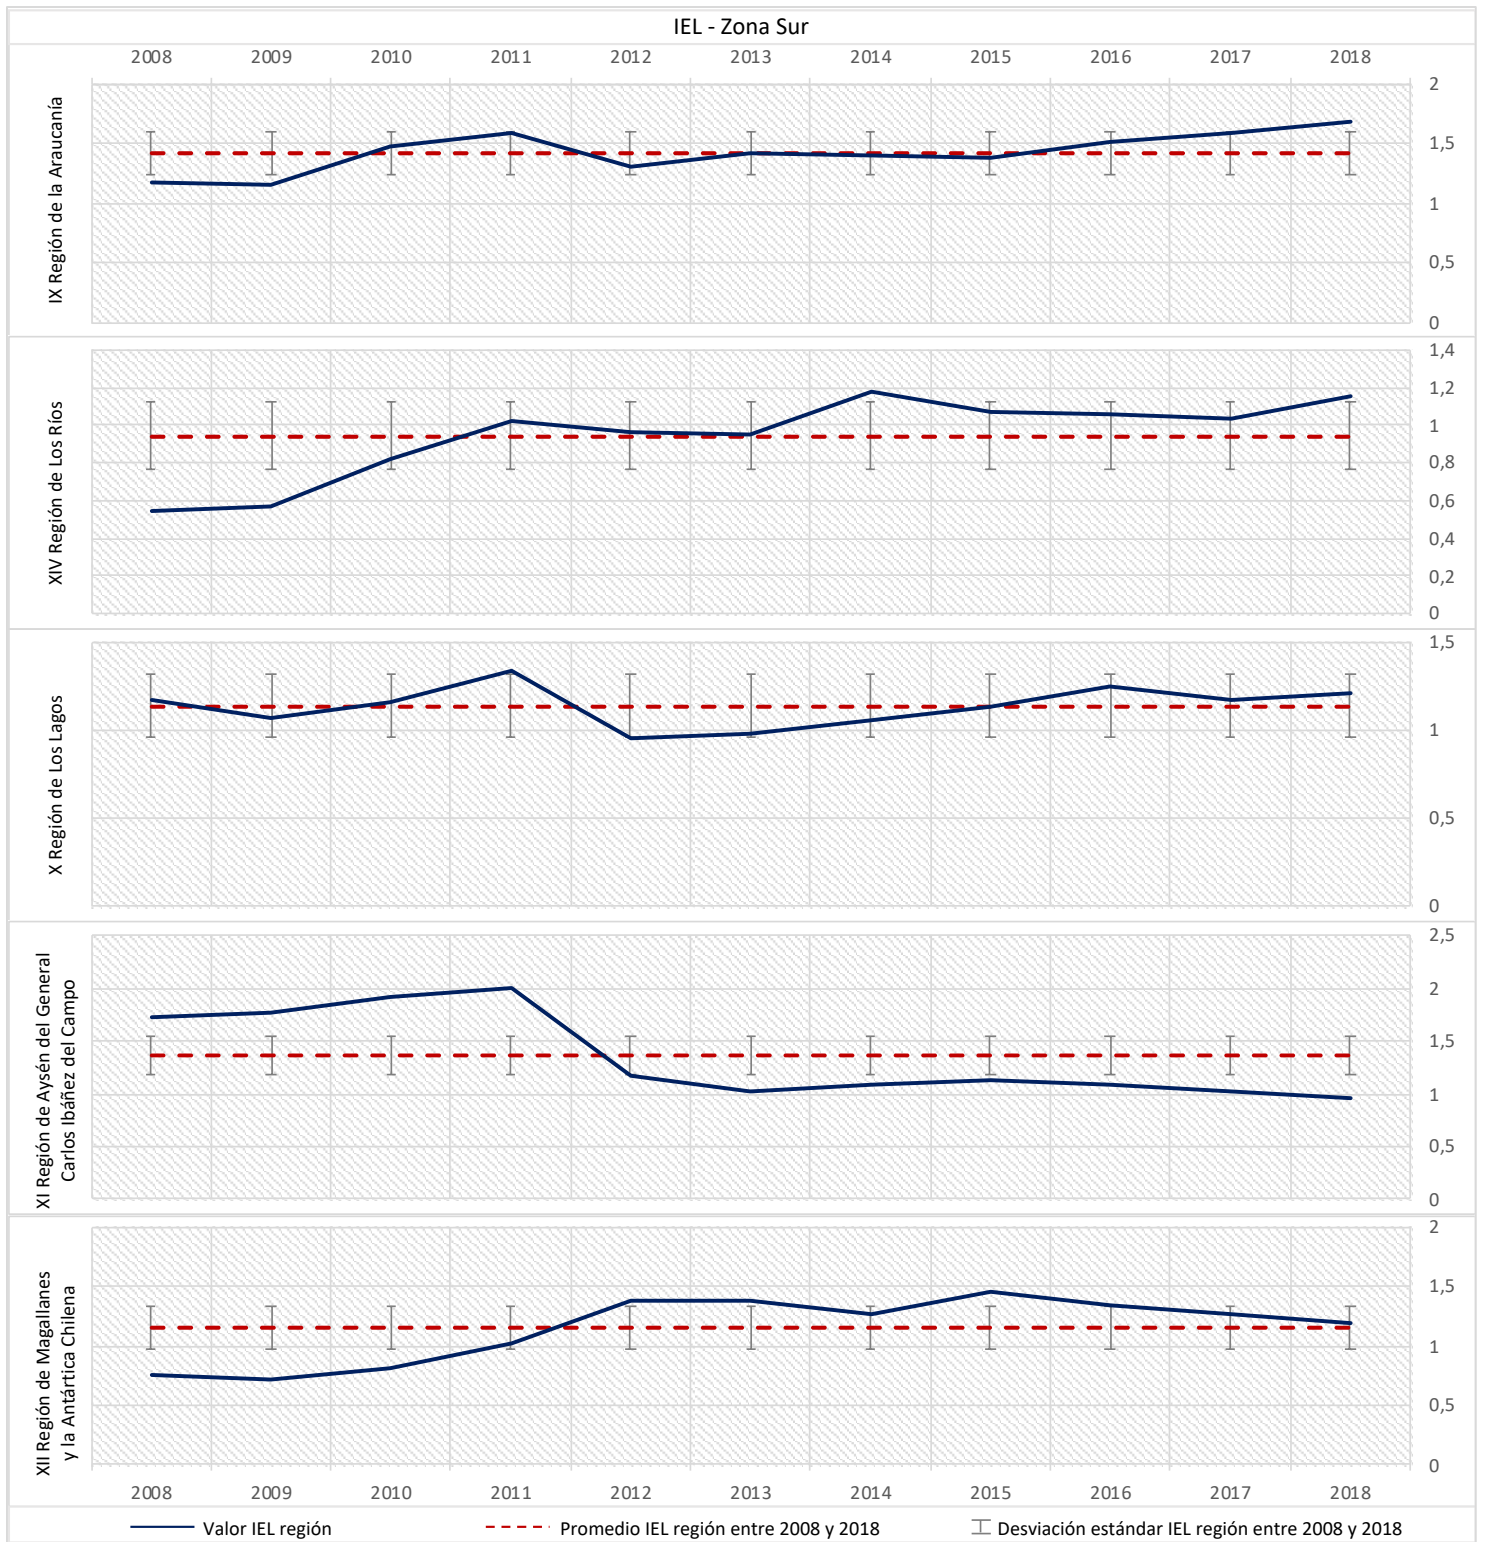 IEL - Zona Sur
2008 2009 2010 2011 2012 2013 2014 2015 2016 2017 2018
IX Región de la Araucanía
2
1,5
1
0,5
0
XIV Región de Los Ríos
1,4
1,2
1
0,8
0,6
0,4
0,2
0
X Región de Los Lagos
1,5
1
0,5
0
XI Región de Aysén del General
Carlos Ibáñez del Campo
2,5
2
1,5
1
0,5
0
XII Región de Magallanes
y la Antártica Chilena
2
1,5
1
0,5
0
2008 2009 2010 2011 2012 2013 2014 2015 2016 2017 2018
Valor IEL región Promedio IEL región entre 2008 y 2018 Desviación estándar IEL región entre 2008 y 2018